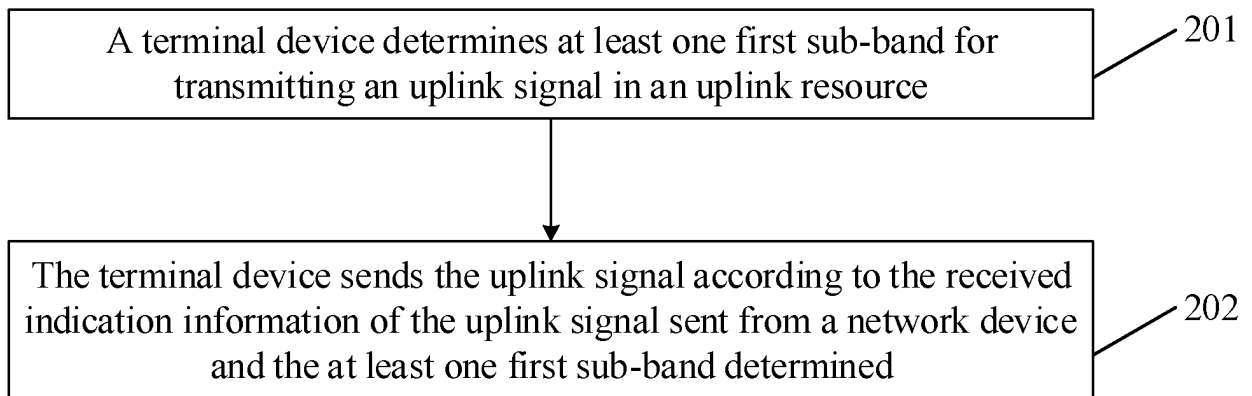 A terminal device determines at least one first sub-band for
transmitting an uplink signal in an uplink resource
201
The terminal device sends the uplink signal according to the received
indication information of the uplink signal sent from a network device
and the at least one first sub-band determined
202